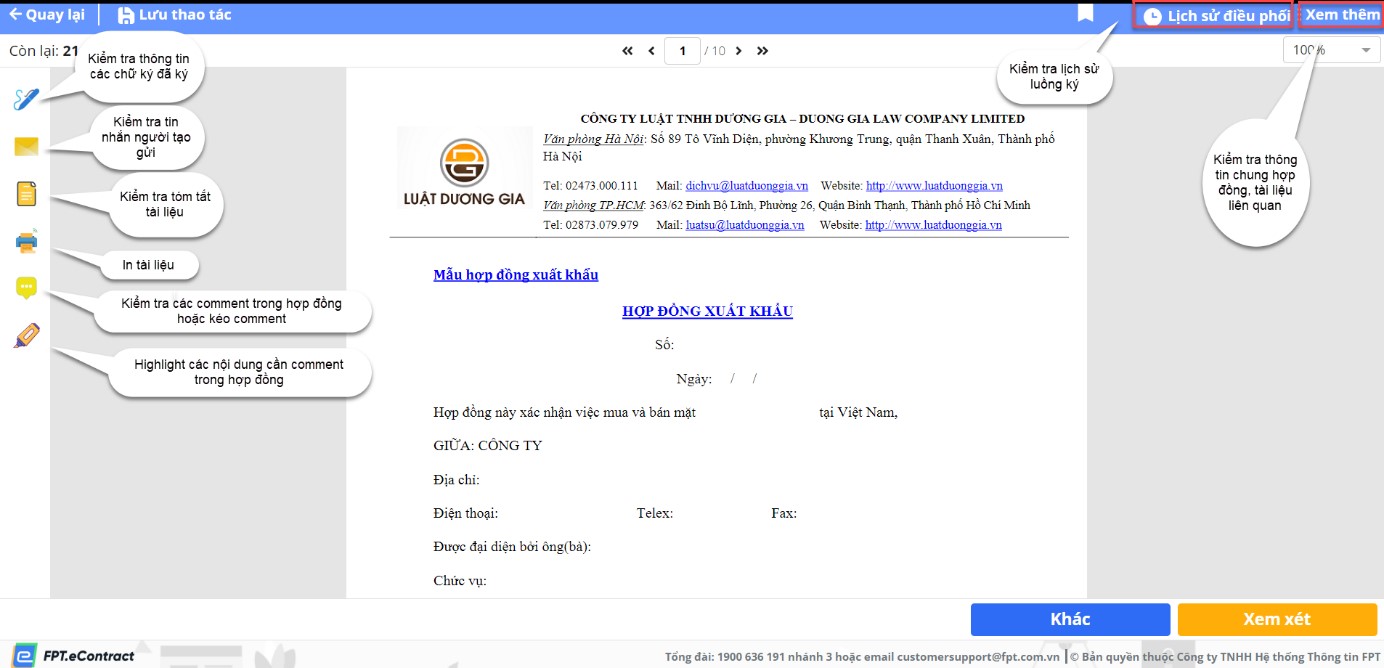 Quay lại
Lưu thao tác
Lịch sử điều phối
Xem thêm
Còn lại: 21
1 / 10
100%
Kiểm tra thông tin
các chữ ký đã ký
Kiểm tra tin
nhắn người tạo
gửi
Kiểm tra tóm tắt
tài liệu
In tài liệu
Kiểm tra các comment trong hợp đồng
hoặc kéo comment
Highlight các nội dung cần comment
trong hợp đồng
Kiểm tra lịch sử
luồng ký
Kiểm tra thông
tin chung hợp
đồng, tài liệu
liên quan
LUẬT DƯƠNG GIA
CÔNG TY LUẬT TNHH DƯƠNG GIA – DUONG GIA LAW COMPANY LIMITED
Văn phòng Hà Nội: Số 89 Tô Vĩnh Diện, phường Khương Trung, quận Thanh Xuân, Thành phố
Hà Nội
Tel: 02473.000.111 Mail: dichvu@luatduonggia.vn Website: http://www.luatduonggia.vn
Văn phòng TP.HCM: 363/62 Đinh Bộ Lĩnh, Phường 26, Quận Bình Thạnh, Thành phố Hồ Chí Minh
Tel: 02873.079.979 Mail: luatsu@luatduonggia.vn Website: http://www.luatduonggia.vn
Mẫu hợp đồng xuất khẩu
HỢP ĐỒNG XUẤT KHẨU
Số:
Ngày: / /
Hợp đồng này xác nhận việc mua và bán mặt tại Việt Nam,
GIỮA: CÔNG TY
Địa chỉ:
Điện thoại: Telex: Fax:
Được đại diện bởi ông(bà):
Chức vụ:
Khác
Xem xét
FPT.eContract
Tổng đài: 1900 636 191 nhánh 3 hoặc email customersupport@fpt.com.vn | © Bản quyền thuộc Công ty TNHH Hệ thống Thông tin FPT